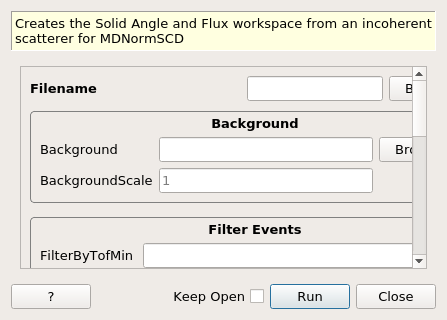 Creates the Solid Angle and Flux workspace from an incoherent
scatterer for MDNormSCD
Filename B
Background
Background Bro
BackgroundScale 1
Filter Events
FilterByTofMin
? Keep Open Run Close